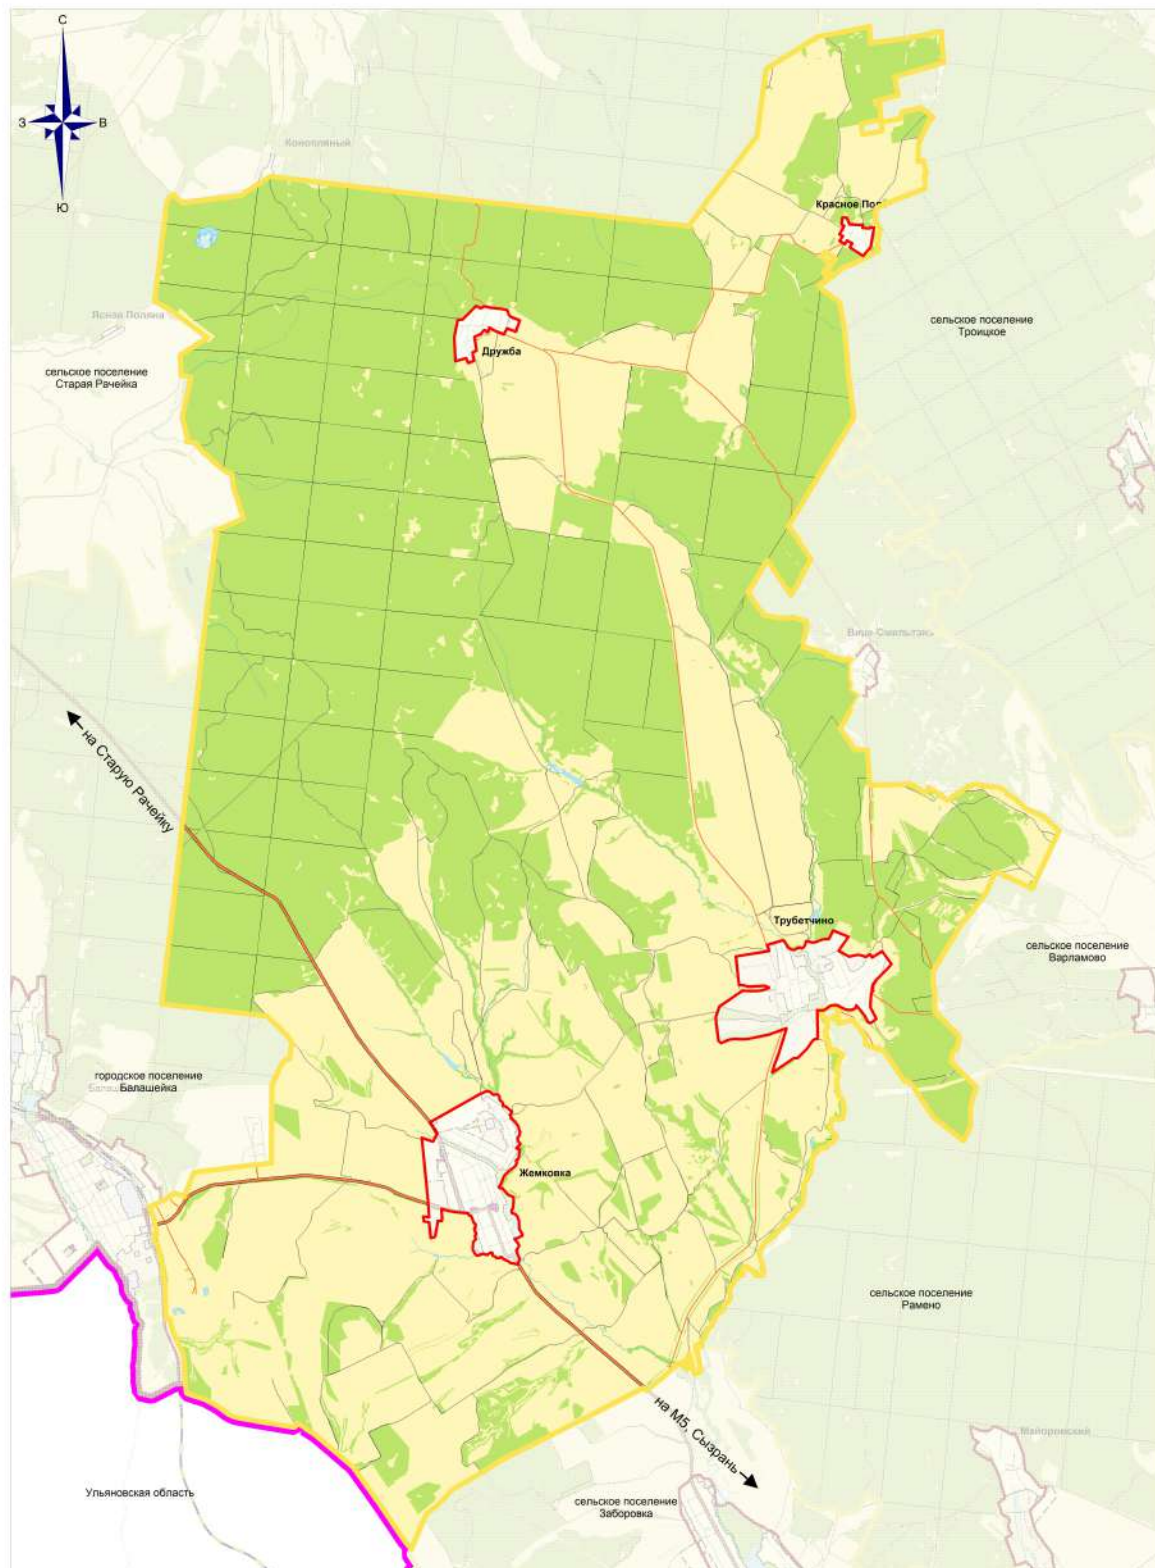 С
З
В
Ю
Конопляный
Красное Пол
Ясная Поляна
сельское поселение
Троицкое
Дружба
сельское поселение
Старая Рачейка
на Старую Рачейку
Трубетчино
сельское поселение
Варламово
городское поселение
Балашейка
Жемковка
сельское поселение
Рамено
на М5, Сызрань
Майоровский
Ульяновская область
сельское поселение
Заборовка